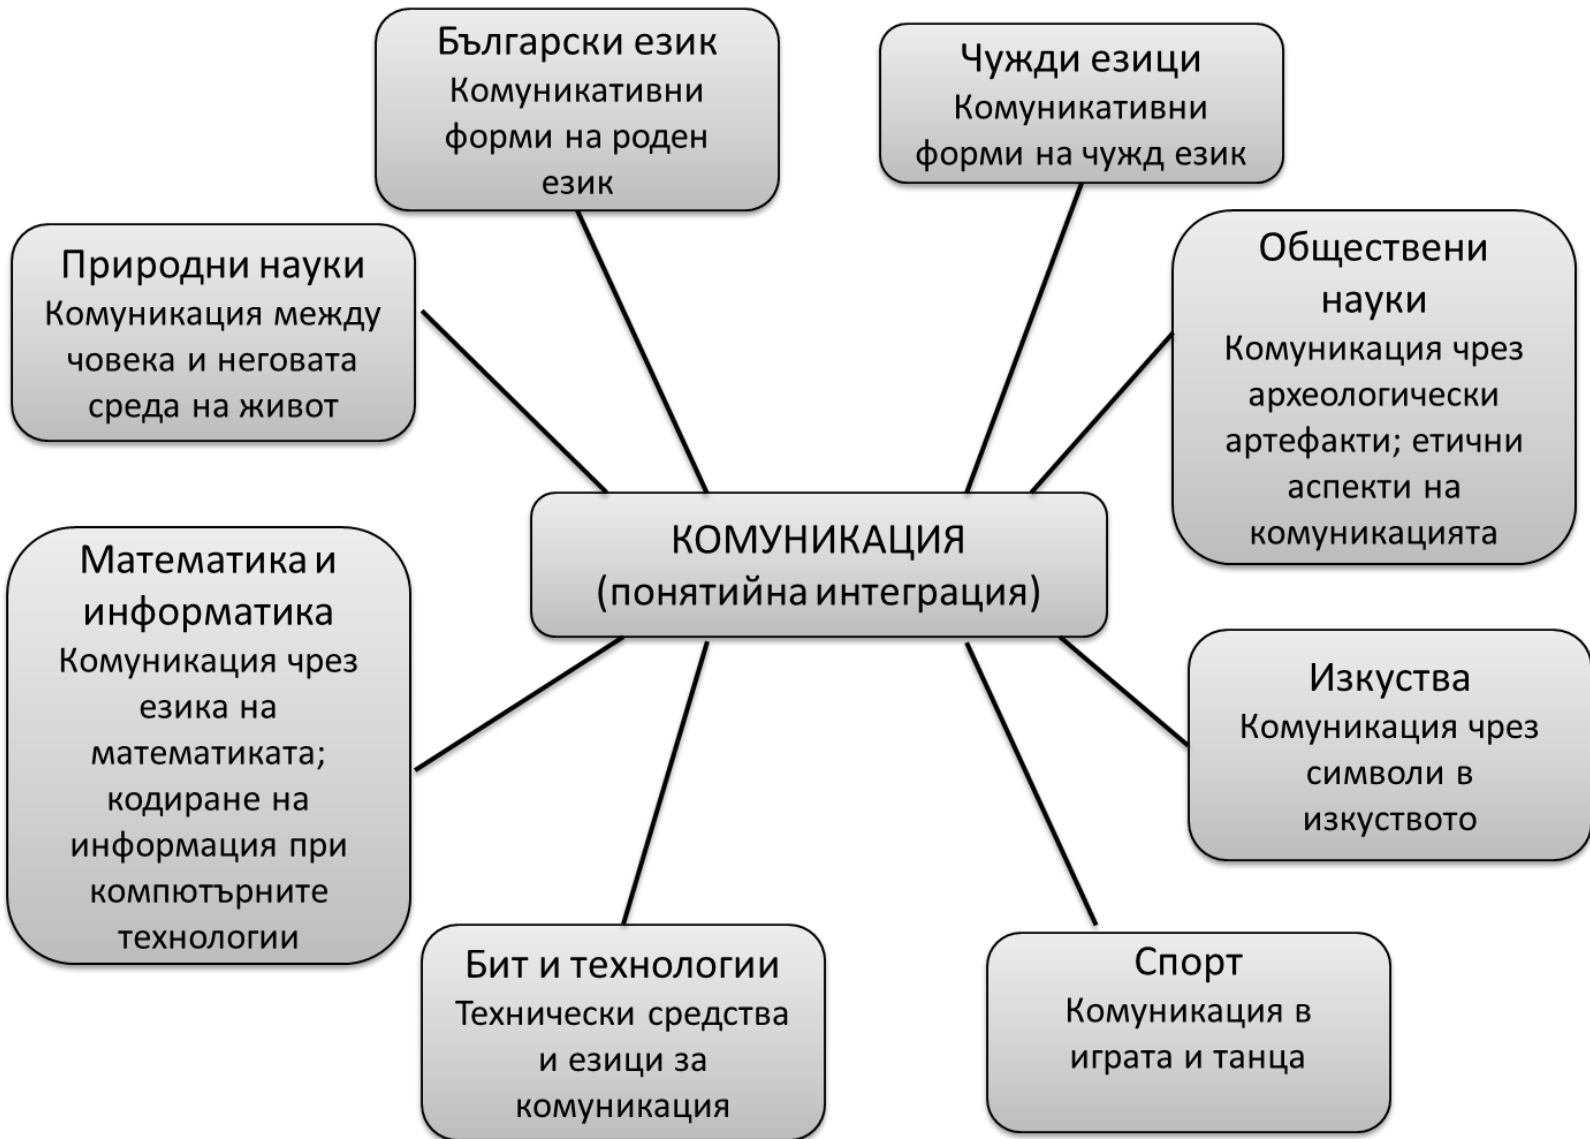 Български език
Комуникативни
форми на роден
език
Чужди езици
Комуникативни
форми на чужд език
Природни науки
Комуникация между
човека и неговата
среда на живот
Обществени
науки
Комуникация чрез
археологически
артефакти; етични
аспекти на
комуникацията
КОМУНИКАЦИЯ
(понятийна интеграция)
Математика и
информатика
Комуникация чрез
езика на
математиката;
кодиране на
информация при
компютърните
технологии
Изкуства
Комуникация чрез
символи в
изкуството
Бит и технологии
Технически средства
и езици за
комуникация
Спорт
Комуникация в
играта и танца